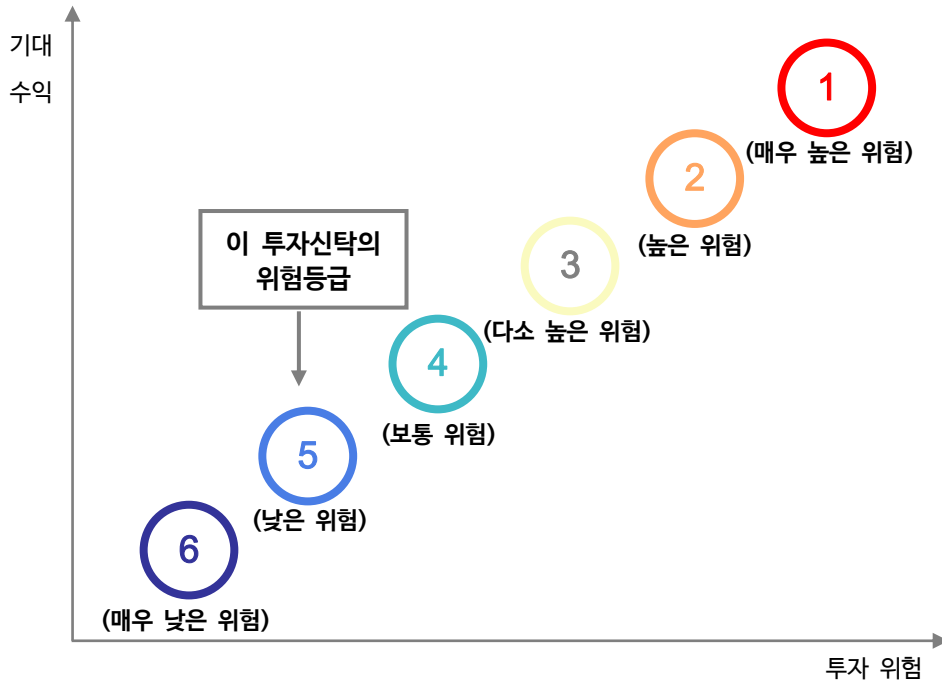 기대
수익
1
(매우 높은 위험)
2
(높은 위험)
이 투자신탁의
위험등급
3
(다소 높은 위험)
4
(보통 위험)
5
(낮은 위험)
6
(매우 낮은 위험)
투자 위험